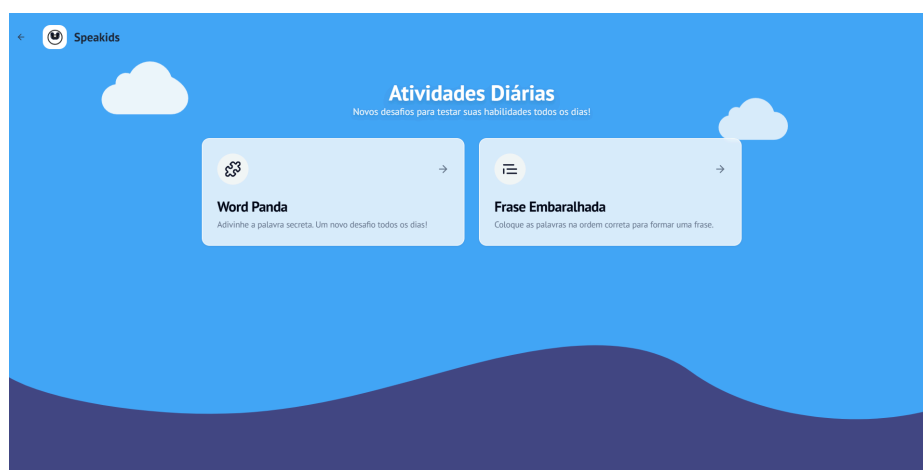 Speakids
Atividades Diárias
Novos desafios para testar suas habilidades todos os dias!
Word Panda
Adivinhe a palavra secreta. Um novo desafio todos os dias!
Frase Embaralhada
Coloque as palavras na ordem correta para formar uma frase.